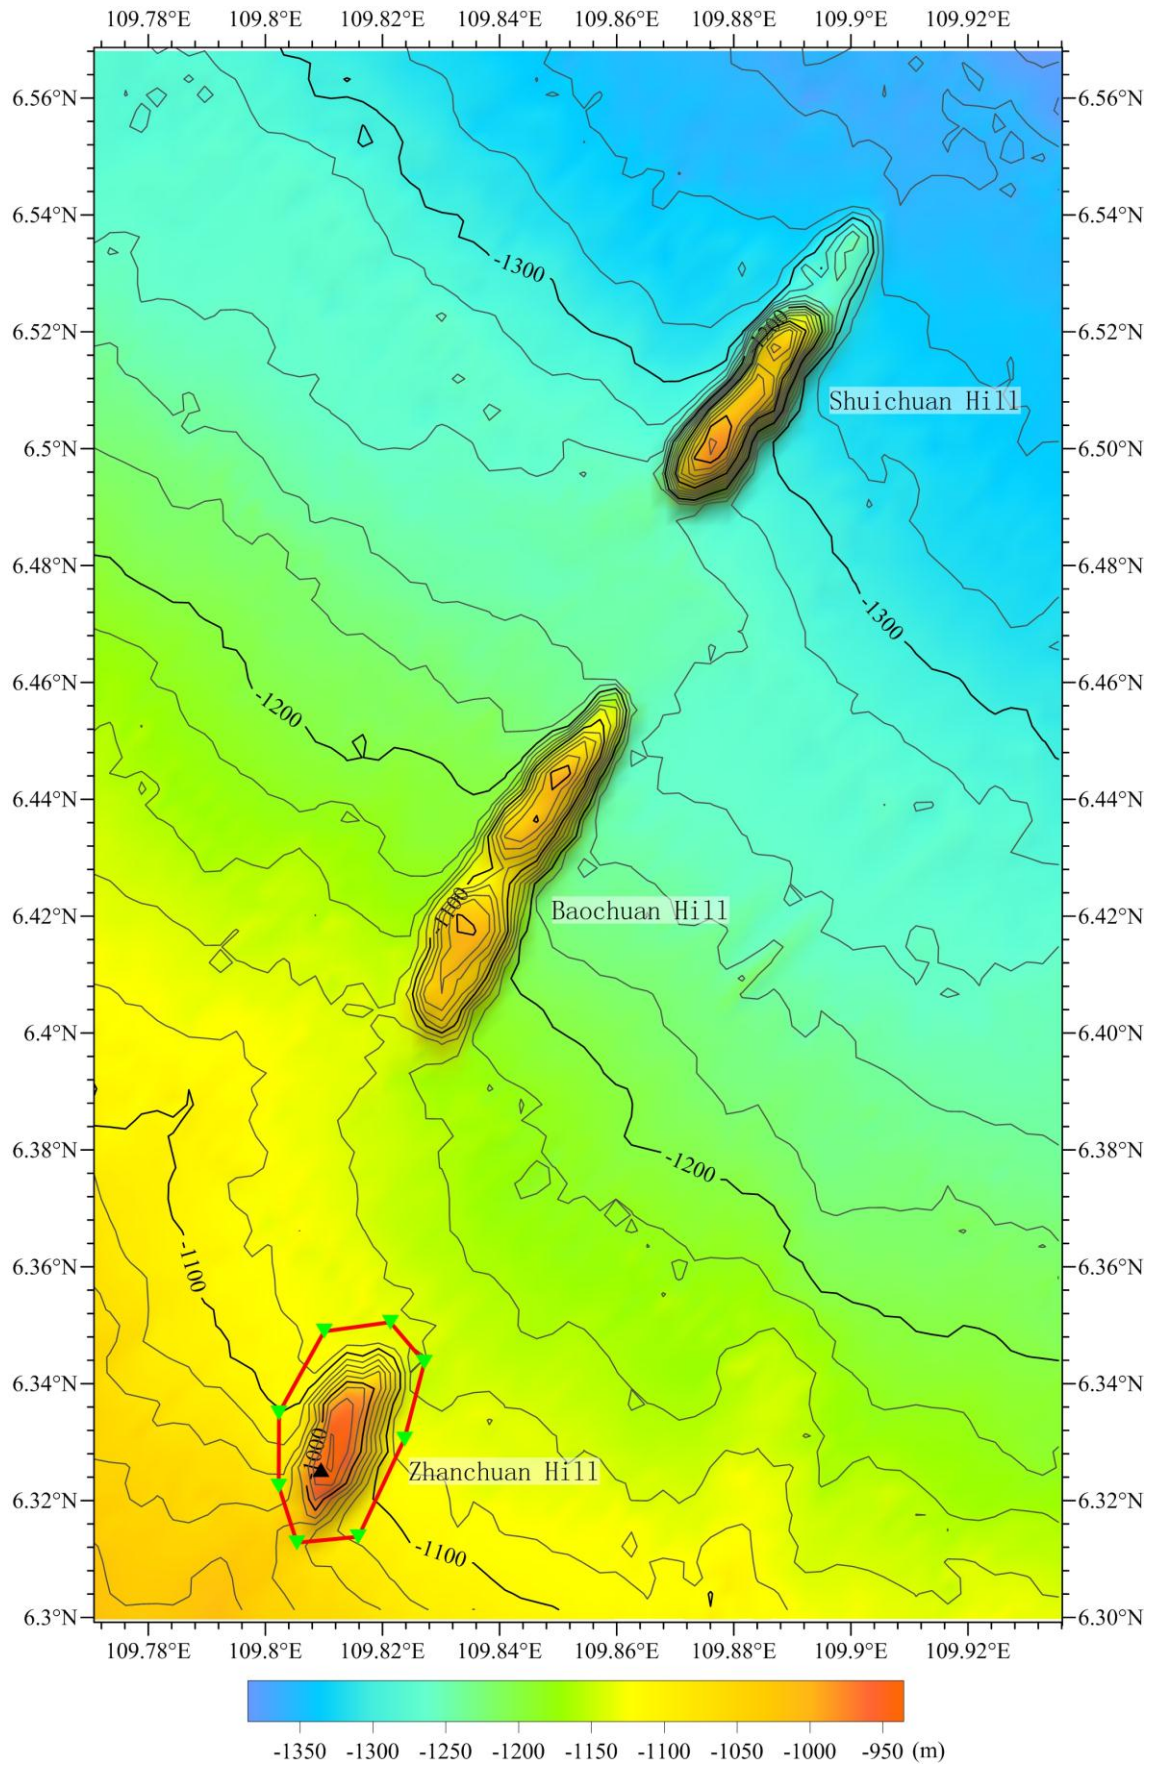 109.78°E 109.8°E 109.82°E 109.84°E 109.86°E 109.88°E 109.9°E 109.92°E
6.56°N 6.56°N
6.54°N 6.54°N
-1300
6.52°N 6.52°N
-1200
Shuichuan Hill
6.5°N 6.50°N
6.48°N 6.48°N
-1300
6.46°N 6.46°N
-1200
6.44°N 6.44°N
-1100
6.42°N 6.42°N
Baochuan Hill
6.4°N 6.40°N
6.38°N 6.38°N
-1200
6.36°N 6.36°N
-1100
6.34°N 6.34°N
-1000
Zhanchuan Hill
6.32°N 6.32°N
-1100
6.3°N 6.30°N
109.78°E 109.8°E 109.82°E 109.84°E 109.86°E 109.88°E 109.9°E 109.92°E
-1350 -1300 -1250 -1200 -1150 -1100 -1050 -1000 -950 (m)